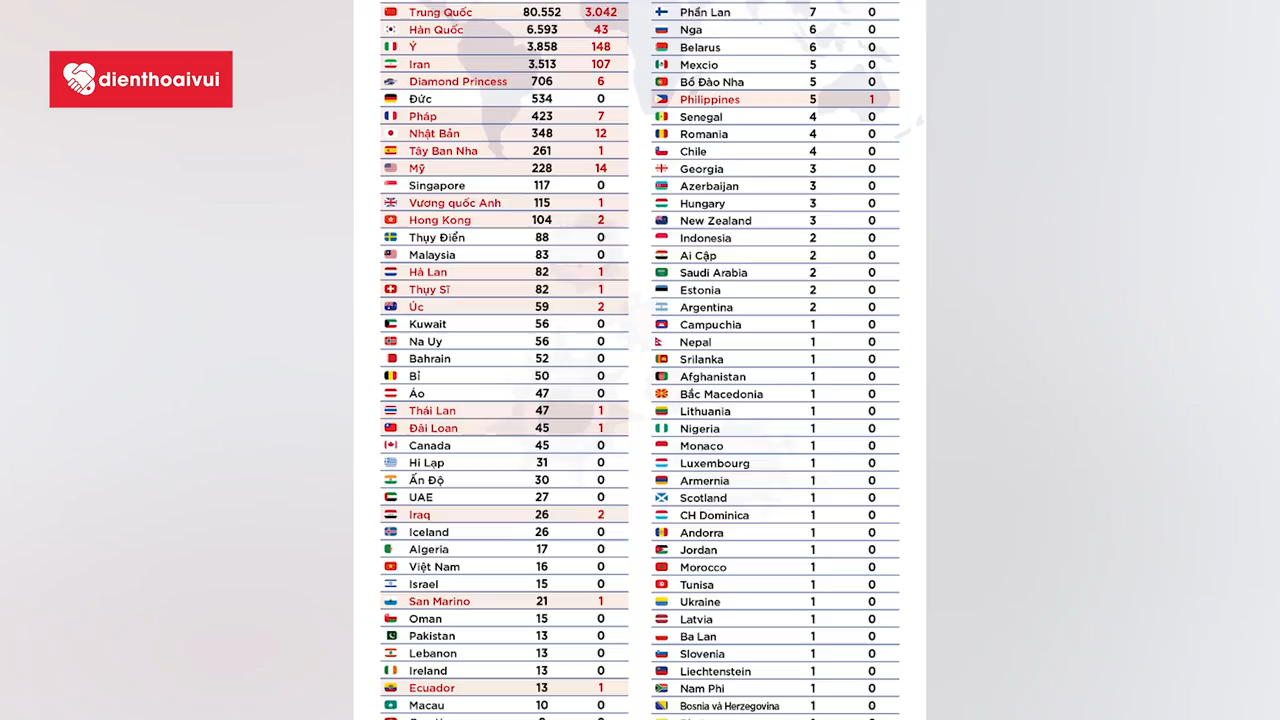 dienthoaivui
Trung Quốc 80.552 3.042
Hàn Quốc 6.593 43
Ý 3.858 148
Iran 3.513 107
Diamond Princess 706 6
Đức 534 0
Pháp 423 7
Nhật Bản 348 12
Tây Ban Nha 261 1
Mỹ 228 14
Singapore 117 0
Vương quốc Anh 115 1
Hong Kong 104 2
Thụy Điển 88 0
Malaysia 83 0
Hà Lan 82 1
Thụy Sĩ 82 1
Úc 59 2
Kuwait 56 0
Na Uy 56 0
Bahrain 52 0
Bỉ 50 0
Áo 47 0
Thái Lan 47 1
Đài Loan 45 1
Canada 45 0
Hi Lạp 31 0
Ấn Độ 30 0
UAE 27 0
Iraq 26 2
Iceland 26 0
Algeria 17 0
Việt Nam 16 0
Israel 15 0
San Marino 21 1
Oman 15 0
Pakistan 13 0
Lebanon 13 0
Ireland 13 0
Ecuador 13 1
Macau 10 0
Phần Lan 7 0
Nga 6 0
Belarus 6 0
Mexcio 5 0
Bồ Đào Nha 5 0
Philippines 5 1
Senegal 4 0
Romania 4 0
Chile 4 0
Georgia 3 0
Azerbaijan 3 0
Hungary 3 0
New Zealand 3 0
Indonesia 2 0
Ai Cập 2 0
Saudi Arabia 2 0
Estonia 2 0
Argentina 2 0
Campuchia 1 0
Nepal 1 0
Srilanka 1 0
Afghanistan 1 0
Bắc Macedonia 1 0
Lithuania 1 0
Nigeria 1 0
Monaco 1 0
Luxembourg 1 0
Armernia 1 0
Scotland 1 0
CH Dominica 1 0
Andorra 1 0
Jordan 1 0
Morocco 1 0
Tunisa 1 0
Ukraine 1 0
Latvia 1 0
Ba Lan 1 0
Slovenia 1 0
Liechtenstein 1 0
Nam Phi 1 0
Bosnia và Herzegovina 1 0